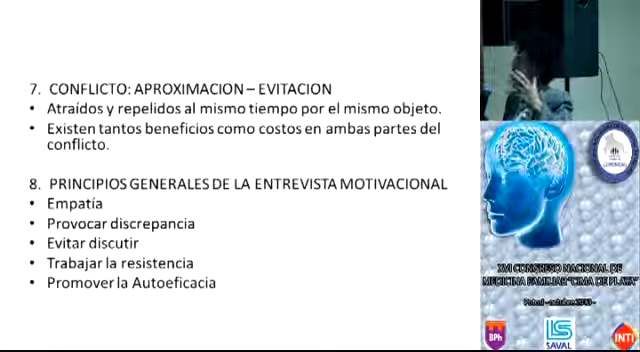 7. CONFLICTO: APROXIMACION – EVITACION
• Atraídos y repelidos al mismo tiempo por el mismo objeto.
• Existen tantos beneficios como costos en ambas partes del
conflicto.
8. PRINCIPIOS GENERALES DE LA ENTREVISTA MOTIVACIONAL
• Empatía
• Provocar discrepancia
• Evitar discutir
• Trabajar la resistencia
• Promover la Autoeficacia
XVI CONGRESO NACIONAL DE
MEDICINA FAMILIAR "CIMA DE PLATA"
BPh
SAVAL
INTI